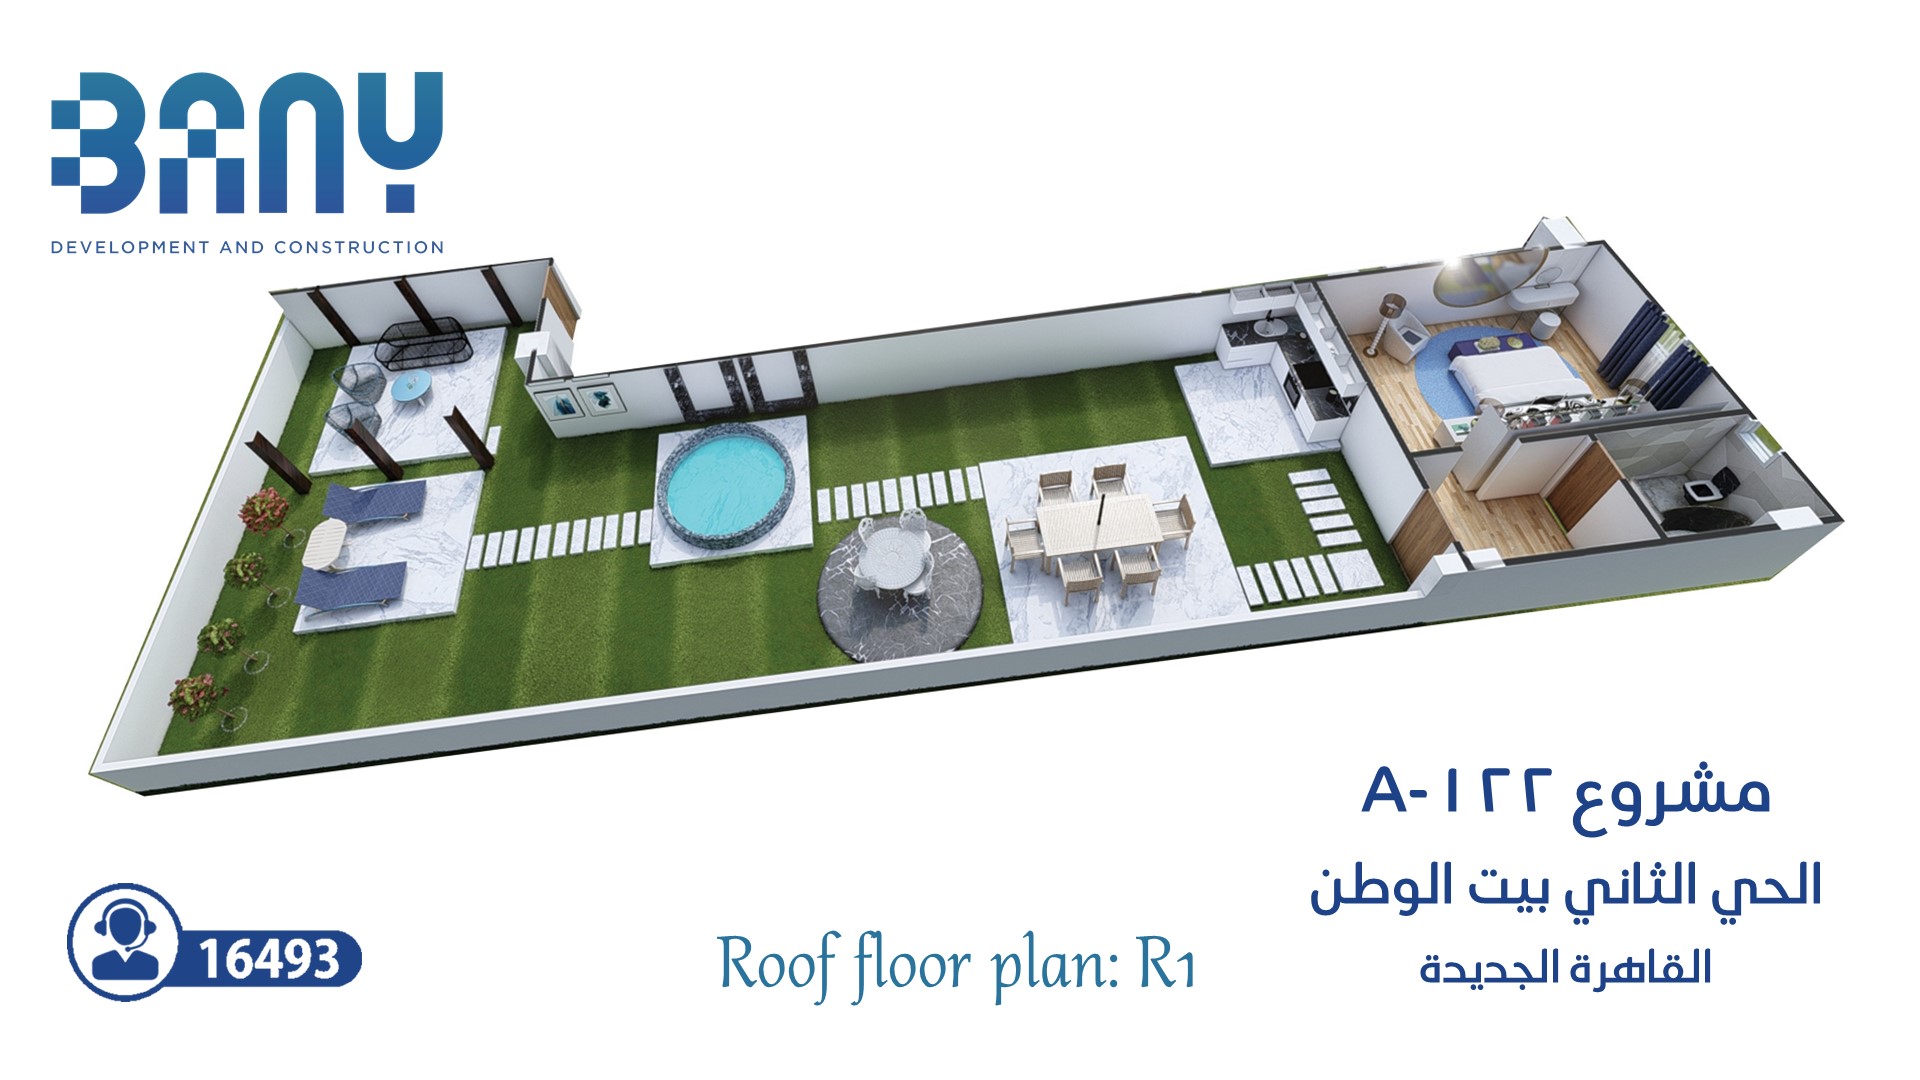 BANY
DEVELOPMENT AND CONSTRUCTION
مشروع A-١٢٢
الحي الثاني بيت الوطن
القاهرة الجديدة
Roof floor plan: R1
16493